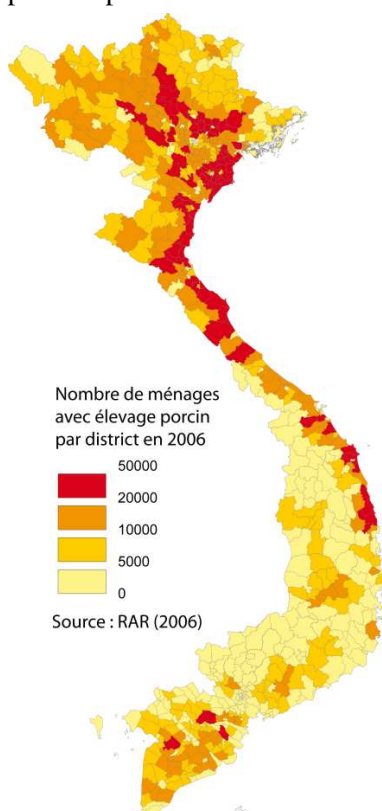 Nombre de ménages
avec élevage porcin
par district en 2006
50000
20000
10000
5000
0
Source : RAR (2006)